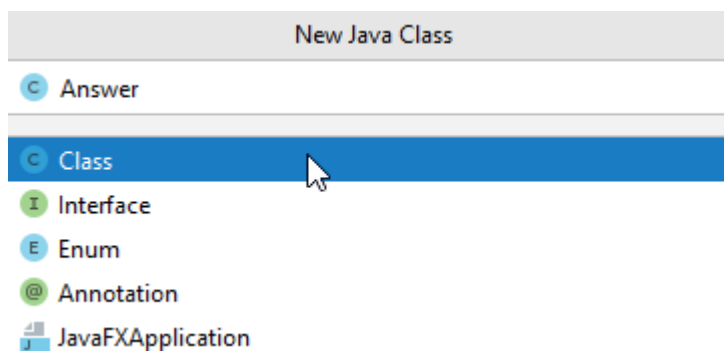 New Java Class
C Answer
C Class
I Interface
E Enum
@ Annotation
J JavaFXApplication